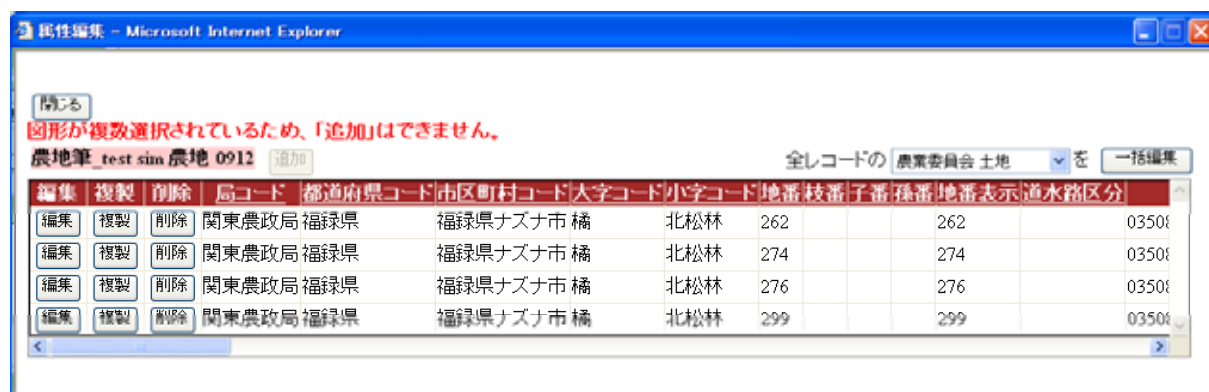 属性編集 - Microsoft Internet Explorer
閉じる
図形が複数選択されているため、「追加」はできません。
農地筆_test sim 農地 0912 追加 全レコードの 農業委員会 土地 を 一括編集
編集 複製 削除 局コード 都道府県コード 市区町村コード 大字コード 小字コード 地番 枝番 子番 孫番 地番表示 道水路区分
編集 複製 削除 関東農政局 福録県 福録県ナズナ市 橘 北松林 262 262 03508
編集 複製 削除 関東農政局 福録県 福録県ナズナ市 橘 北松林 274 274 03508
編集 複製 削除 関東農政局 福録県 福録県ナズナ市 橘 北松林 276 276 03508
編集 複製 削除 関東農政局 福録県 福録県ナズナ市 橘 北松林 299 299 03508